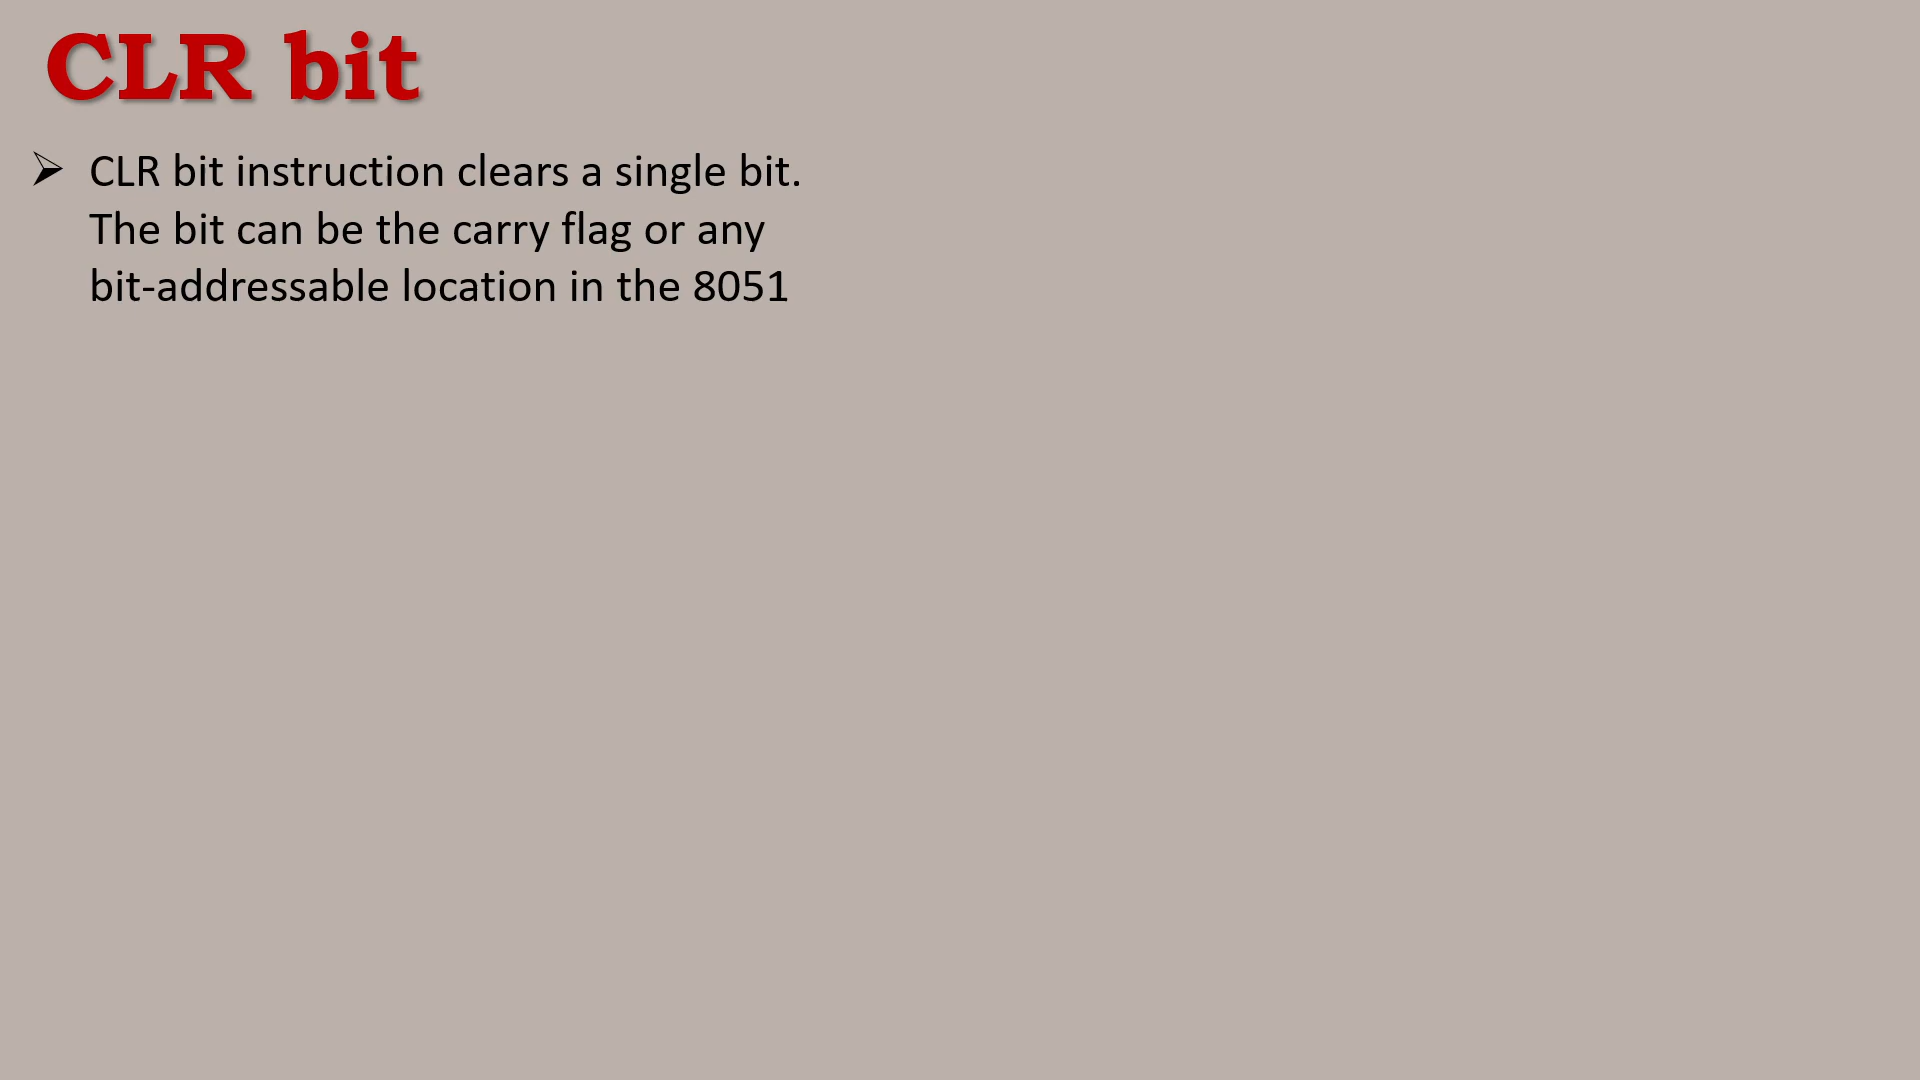 CLR bit
➢ CLR bit instruction clears a single bit.
The bit can be the carry flag or any
bit-addressable location in the 8051